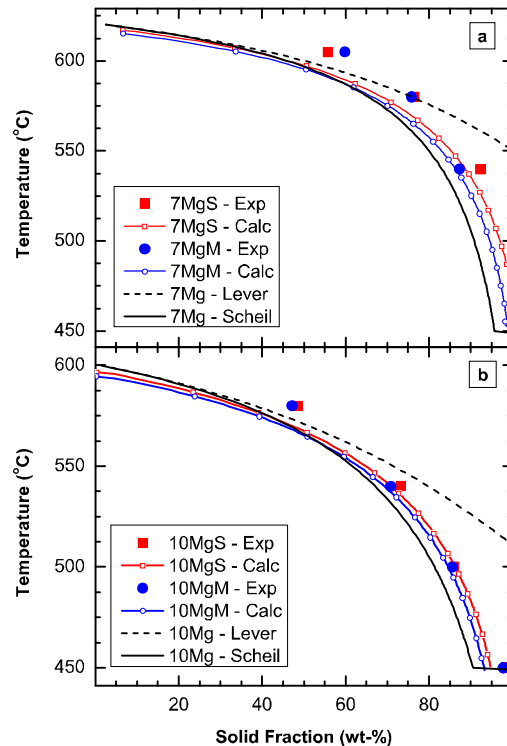 a
600
550
500
450
Temperature (°C)
7MgS - Exp
7MgS - Calc
7MgM - Exp
7MgM - Calc
7Mg - Lever
7Mg - Scheil
b
600
550
500
450
Temperature (°C)
10MgS - Exp
10MgS - Calc
10MgM - Exp
10MgM - Calc
10Mg - Lever
10Mg - Scheil
0 20 40 60 80
Solid Fraction (wt-%)